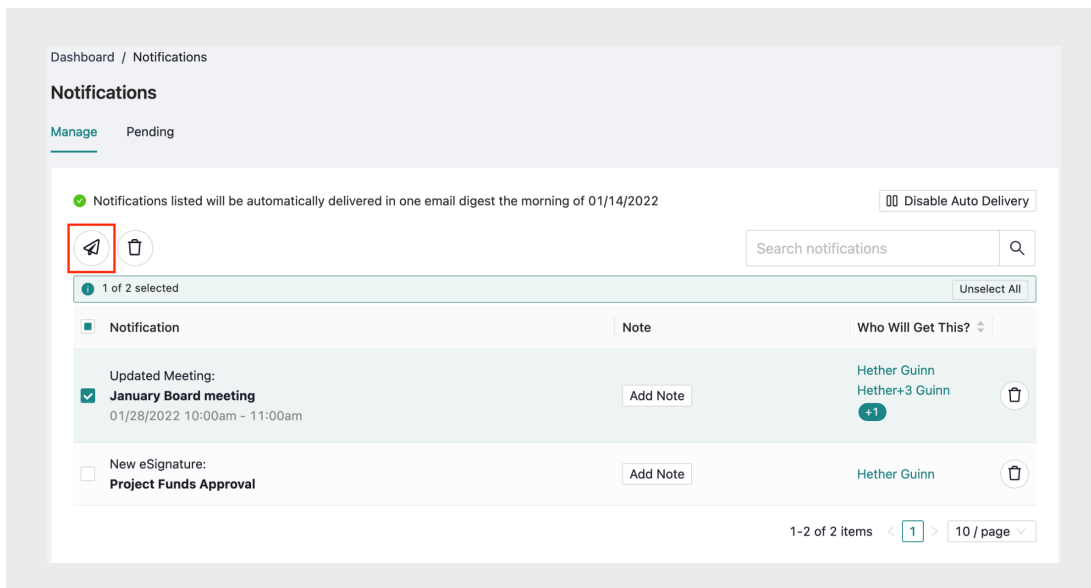 Dashboard / Notifications
Notifications
Manage Pending
Notifications listed will be automatically delivered in one email digest the morning of 01/14/2022
Disable Auto Delivery
Search notifications
1 of 2 selected
Unselect All
Notification Note Who Will Get This?
Updated Meeting:
January Board meeting
01/28/2022 10:00am - 11:00am
Add Note
Hether Guinn
Hether+3 Guinn
+1
New eSignature:
Project Funds Approval
Add Note
Hether Guinn
1-2 of 2 items < 1 > 10 / page